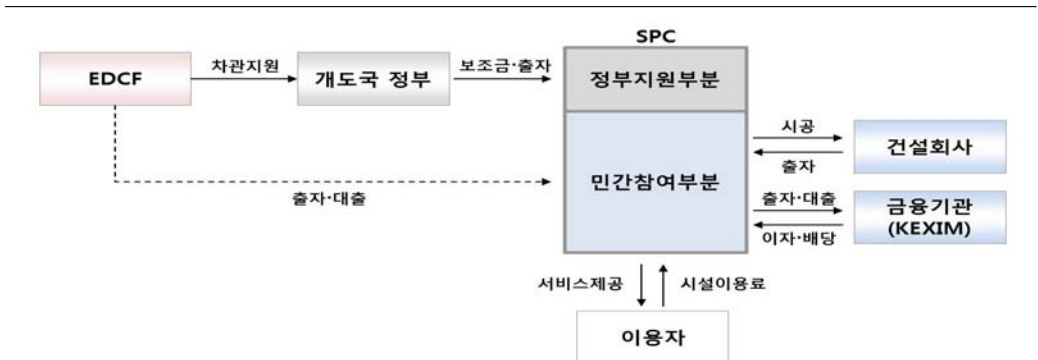 SPC
EDCF
차관지원
개도국 정부
보조금·출자
정부지원부분
민간참여부분
시공
출자
건설회사
출자·대출
이자·배당
금융기관
(KEXIM)
출자·대출
서비스제공
시설이용료
이용자